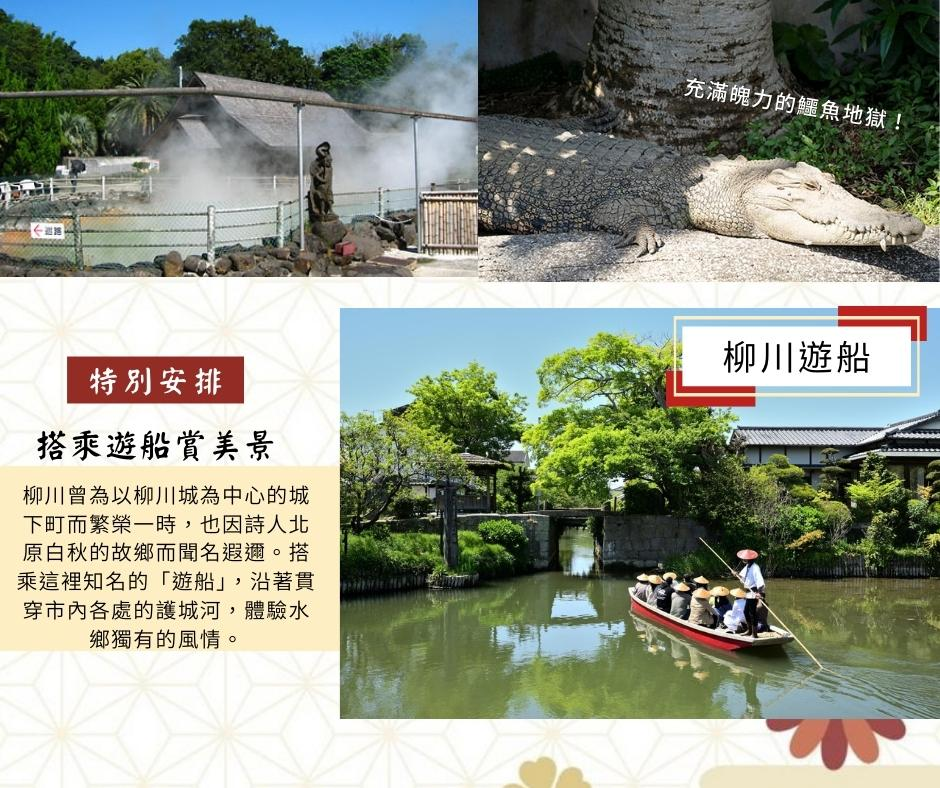 充滿魄力的鱷魚地獄！
柳川遊船
特別安排
搭乘遊船賞美景
柳川曾為以柳川城為中心的城
下町而繁榮一時，也因詩人北
原白秋的故鄉而聞名遐邇。搭
乘這裡知名的「遊船」，沿著貫
穿市內各處的護城河，體驗水
鄉獨有的風情。